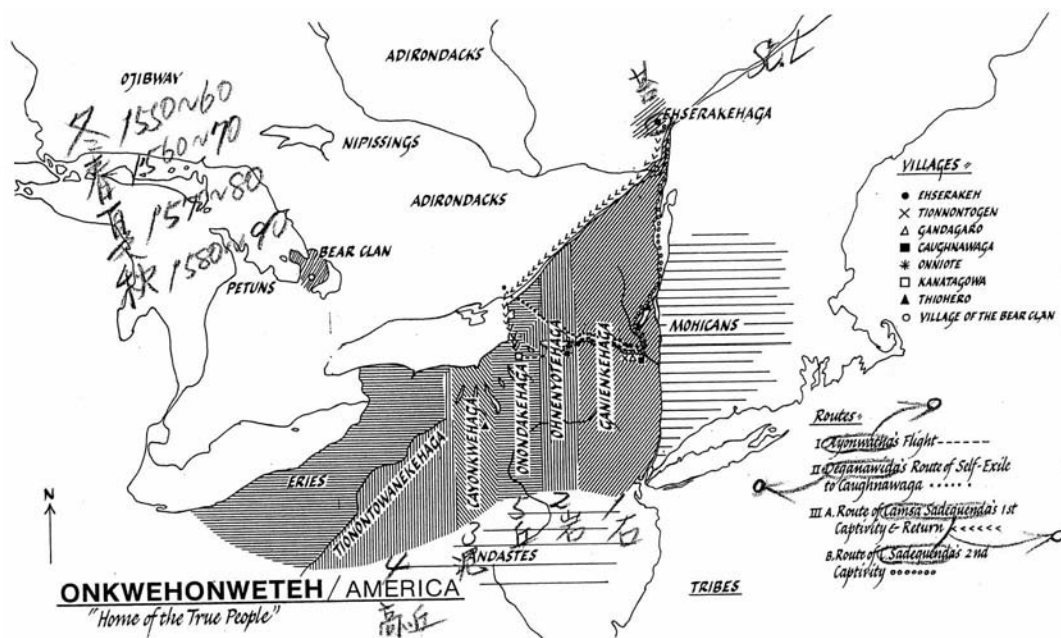 ADIRONDACKS
OJIBWAY
冬 1550~60
春 1560~70
夏 1570~80
秋 1580~90
NIPISSINGS
ADIRONDACKS
EHSERAKEHAGA
BEAR CLAN
PETUNS
MOHICANS
ERIES
TIONONTOWANEKEHAGA
CAYONKWEHAGA
ONONDAKEHAGA
OHNENYOTEHAGA
GANIENKEHAGA
4
3
2
1
岩
石
ANDASTES
高丘
TRIBES
N
VILLAGES
EHSERAKEH
TIONNONTOGEN
GANDAGARO
CAUGHNAWAGA
ONNIOTE
KANATAGOWA
THIOHERO
VILLAGE OF THE BEAR CLAN
Routes
I Ayonwatha's Flight
II Deganawida's Route of Self-Exile
to Caughnawaga
III A. Route of Camsa Sadequenda's 1st
Captivity & Return
B. Route of Sadequenda's 2nd
Captivity
ONKWEHONWETEH / AMERICA
"Home of the True People"